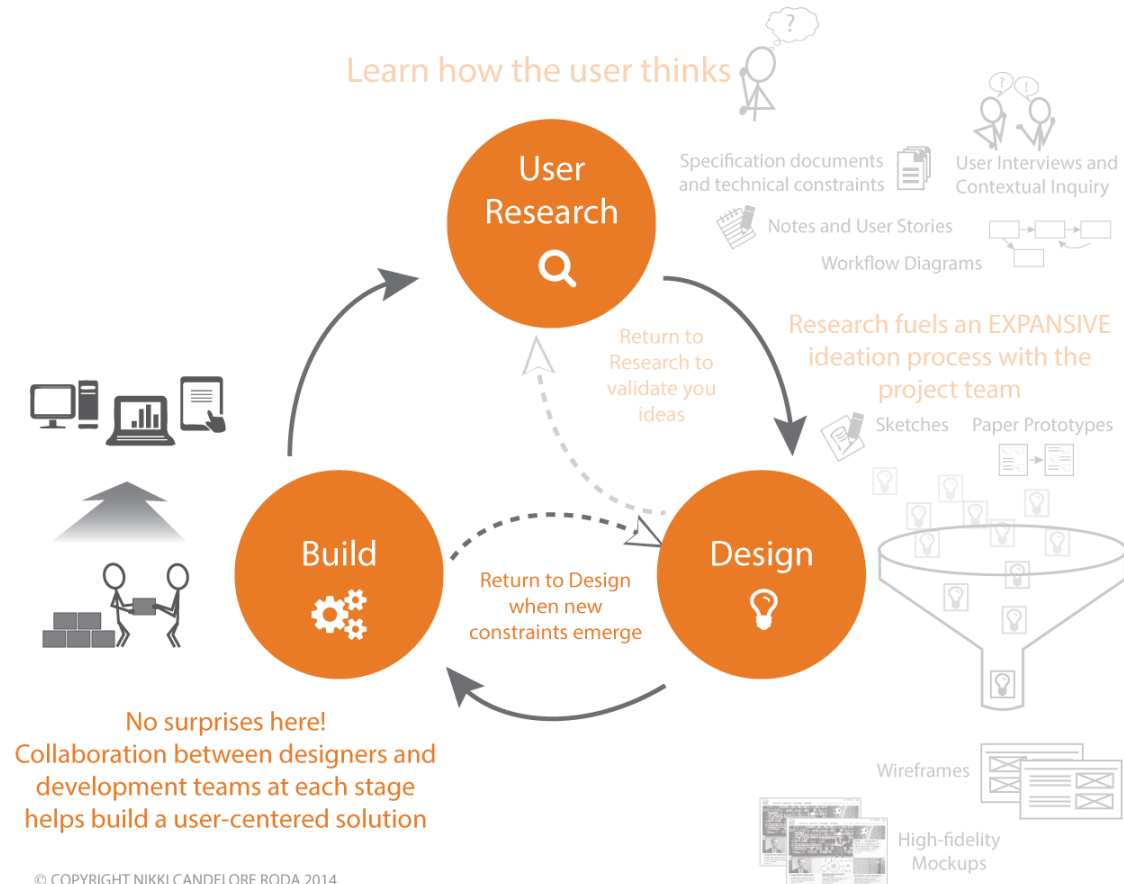 Learn how the user thinks
?
? !
User
Research
Specification documents
and technical constraints
User Interviews and
Contextual Inquiry
Notes and User Stories
Workflow Diagrams
Return to
Research to
validate you
ideas
Research fuels an EXPANSIVE
ideation process with the
project team
Sketches
Paper Prototypes
Build
Design
Return to Design
when new
constraints emerge
No surprises here!
Collaboration between designers and
development teams at each stage
helps build a user-centered solution
Wireframes
High-fidelity
Mockups
© COPYRIGHT NIKKI CANDELORE RODA 2014